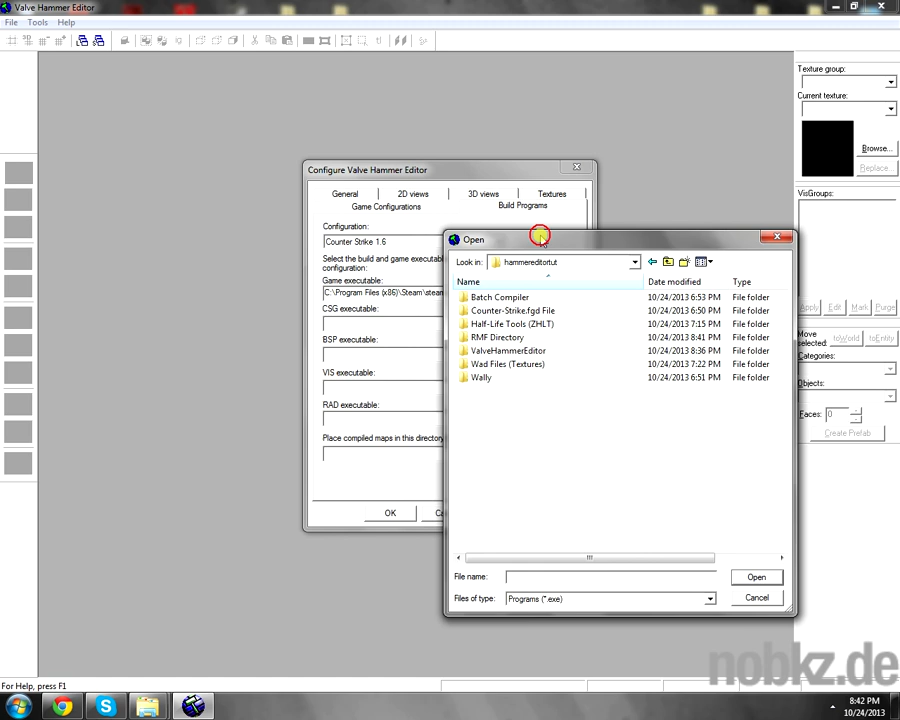 Valve Hammer Editor
File Tools Help
Texture group:
Current texture:
Browse...
Replace...
VisGroups:
Apply Edit Mark Purge
Move selected: toWorld toEntity
Categories:
Objects:
Faces: 0
Create Prefab
Configure Valve Hammer Editor
General 2D views 3D views Textures
Game Configurations Build Programs
Configuration:
Counter Strike 1.6
Select the build and game executab
configuration:
Game executable:
C:\Program Files (x86)\Steam\steam
CSG executable:
BSP executable:
VIS executable:
RAD executable:
Place compiled maps in this directory
OK Ca
Open
Look in: hammereditortut
Name Date modified Type
Batch Compiler 10/24/2013 6:53 PM File folder
Counter-Strike.fgd File 10/24/2013 6:50 PM File folder
Half-Life Tools (ZHLT) 10/24/2013 7:15 PM File folder
RMF Directory 10/24/2013 8:41 PM File folder
ValveHammerEditor 10/24/2013 8:36 PM File folder
Wad Files (Textures) 10/24/2013 7:22 PM File folder
Wally 10/24/2013 6:51 PM File folder
File name: Open
Files of type: Programs (*.exe) Cancel
nobkz.de
For Help, press F1
8:42 PM
10/24/2013